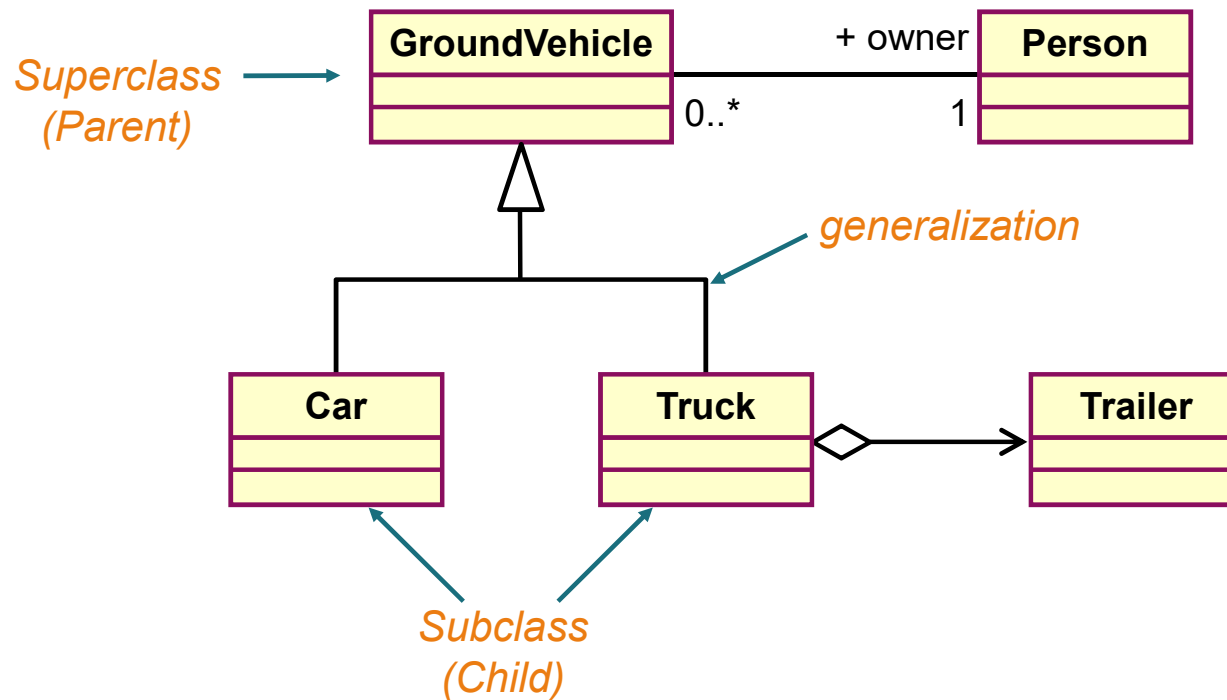 GroundVehicle
+ owner
Person
Superclass
(Parent)
0..*
1
generalization
Car
Truck
Trailer
Subclass
(Child)